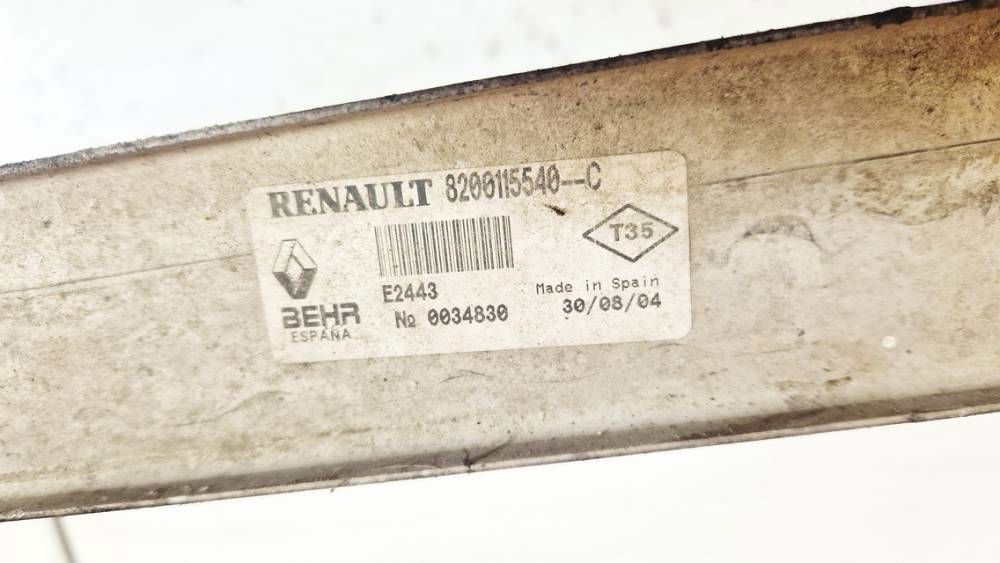 RENAULT 8200115540--C
T35
E2443
Made in Spain
BEHR
№ 0034830
30/08/04
ESPAÑA